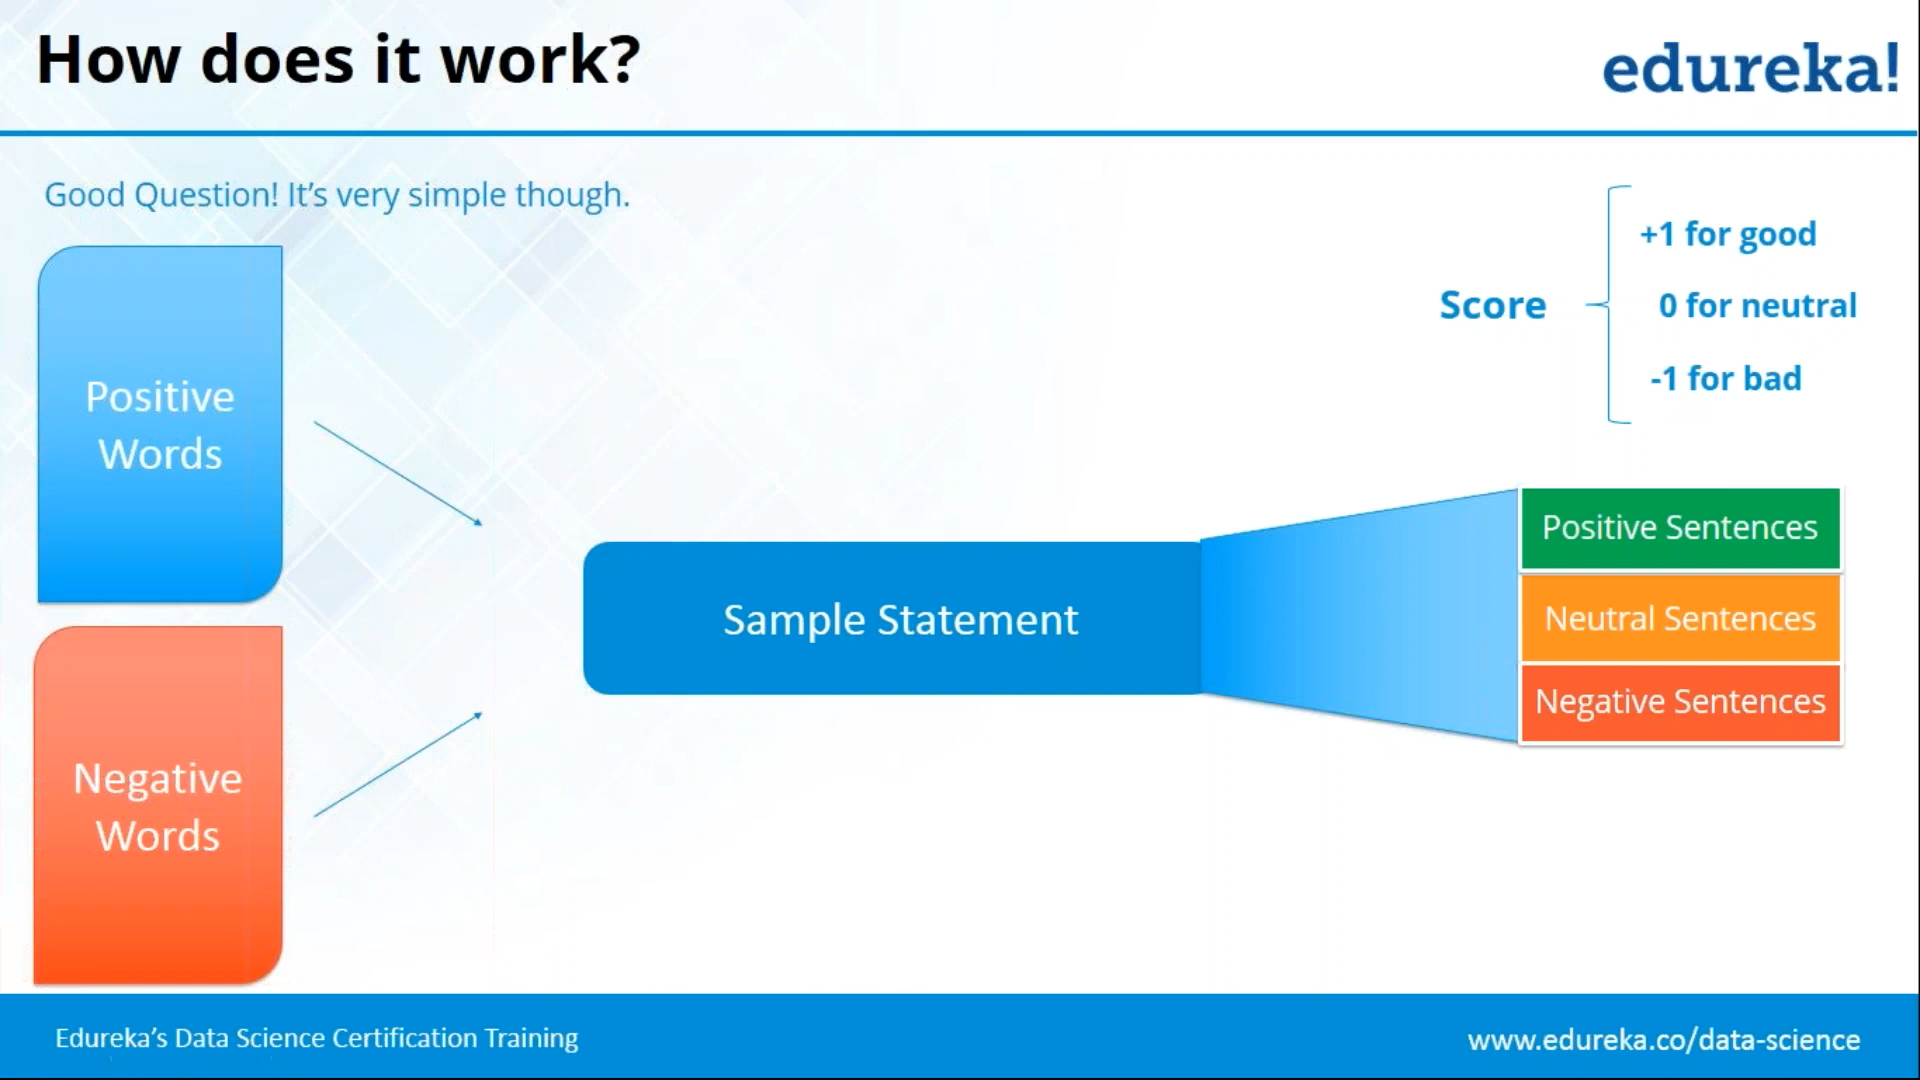 How does it work?
edureka!
Good Question! It's very simple though.
Positive
Words
Negative
Words
Sample Statement
Score
+1 for good
0 for neutral
-1 for bad
Positive Sentences
Neutral Sentences
Negative Sentences
Edureka's Data Science Certification Training
www.edureka.co/data-science